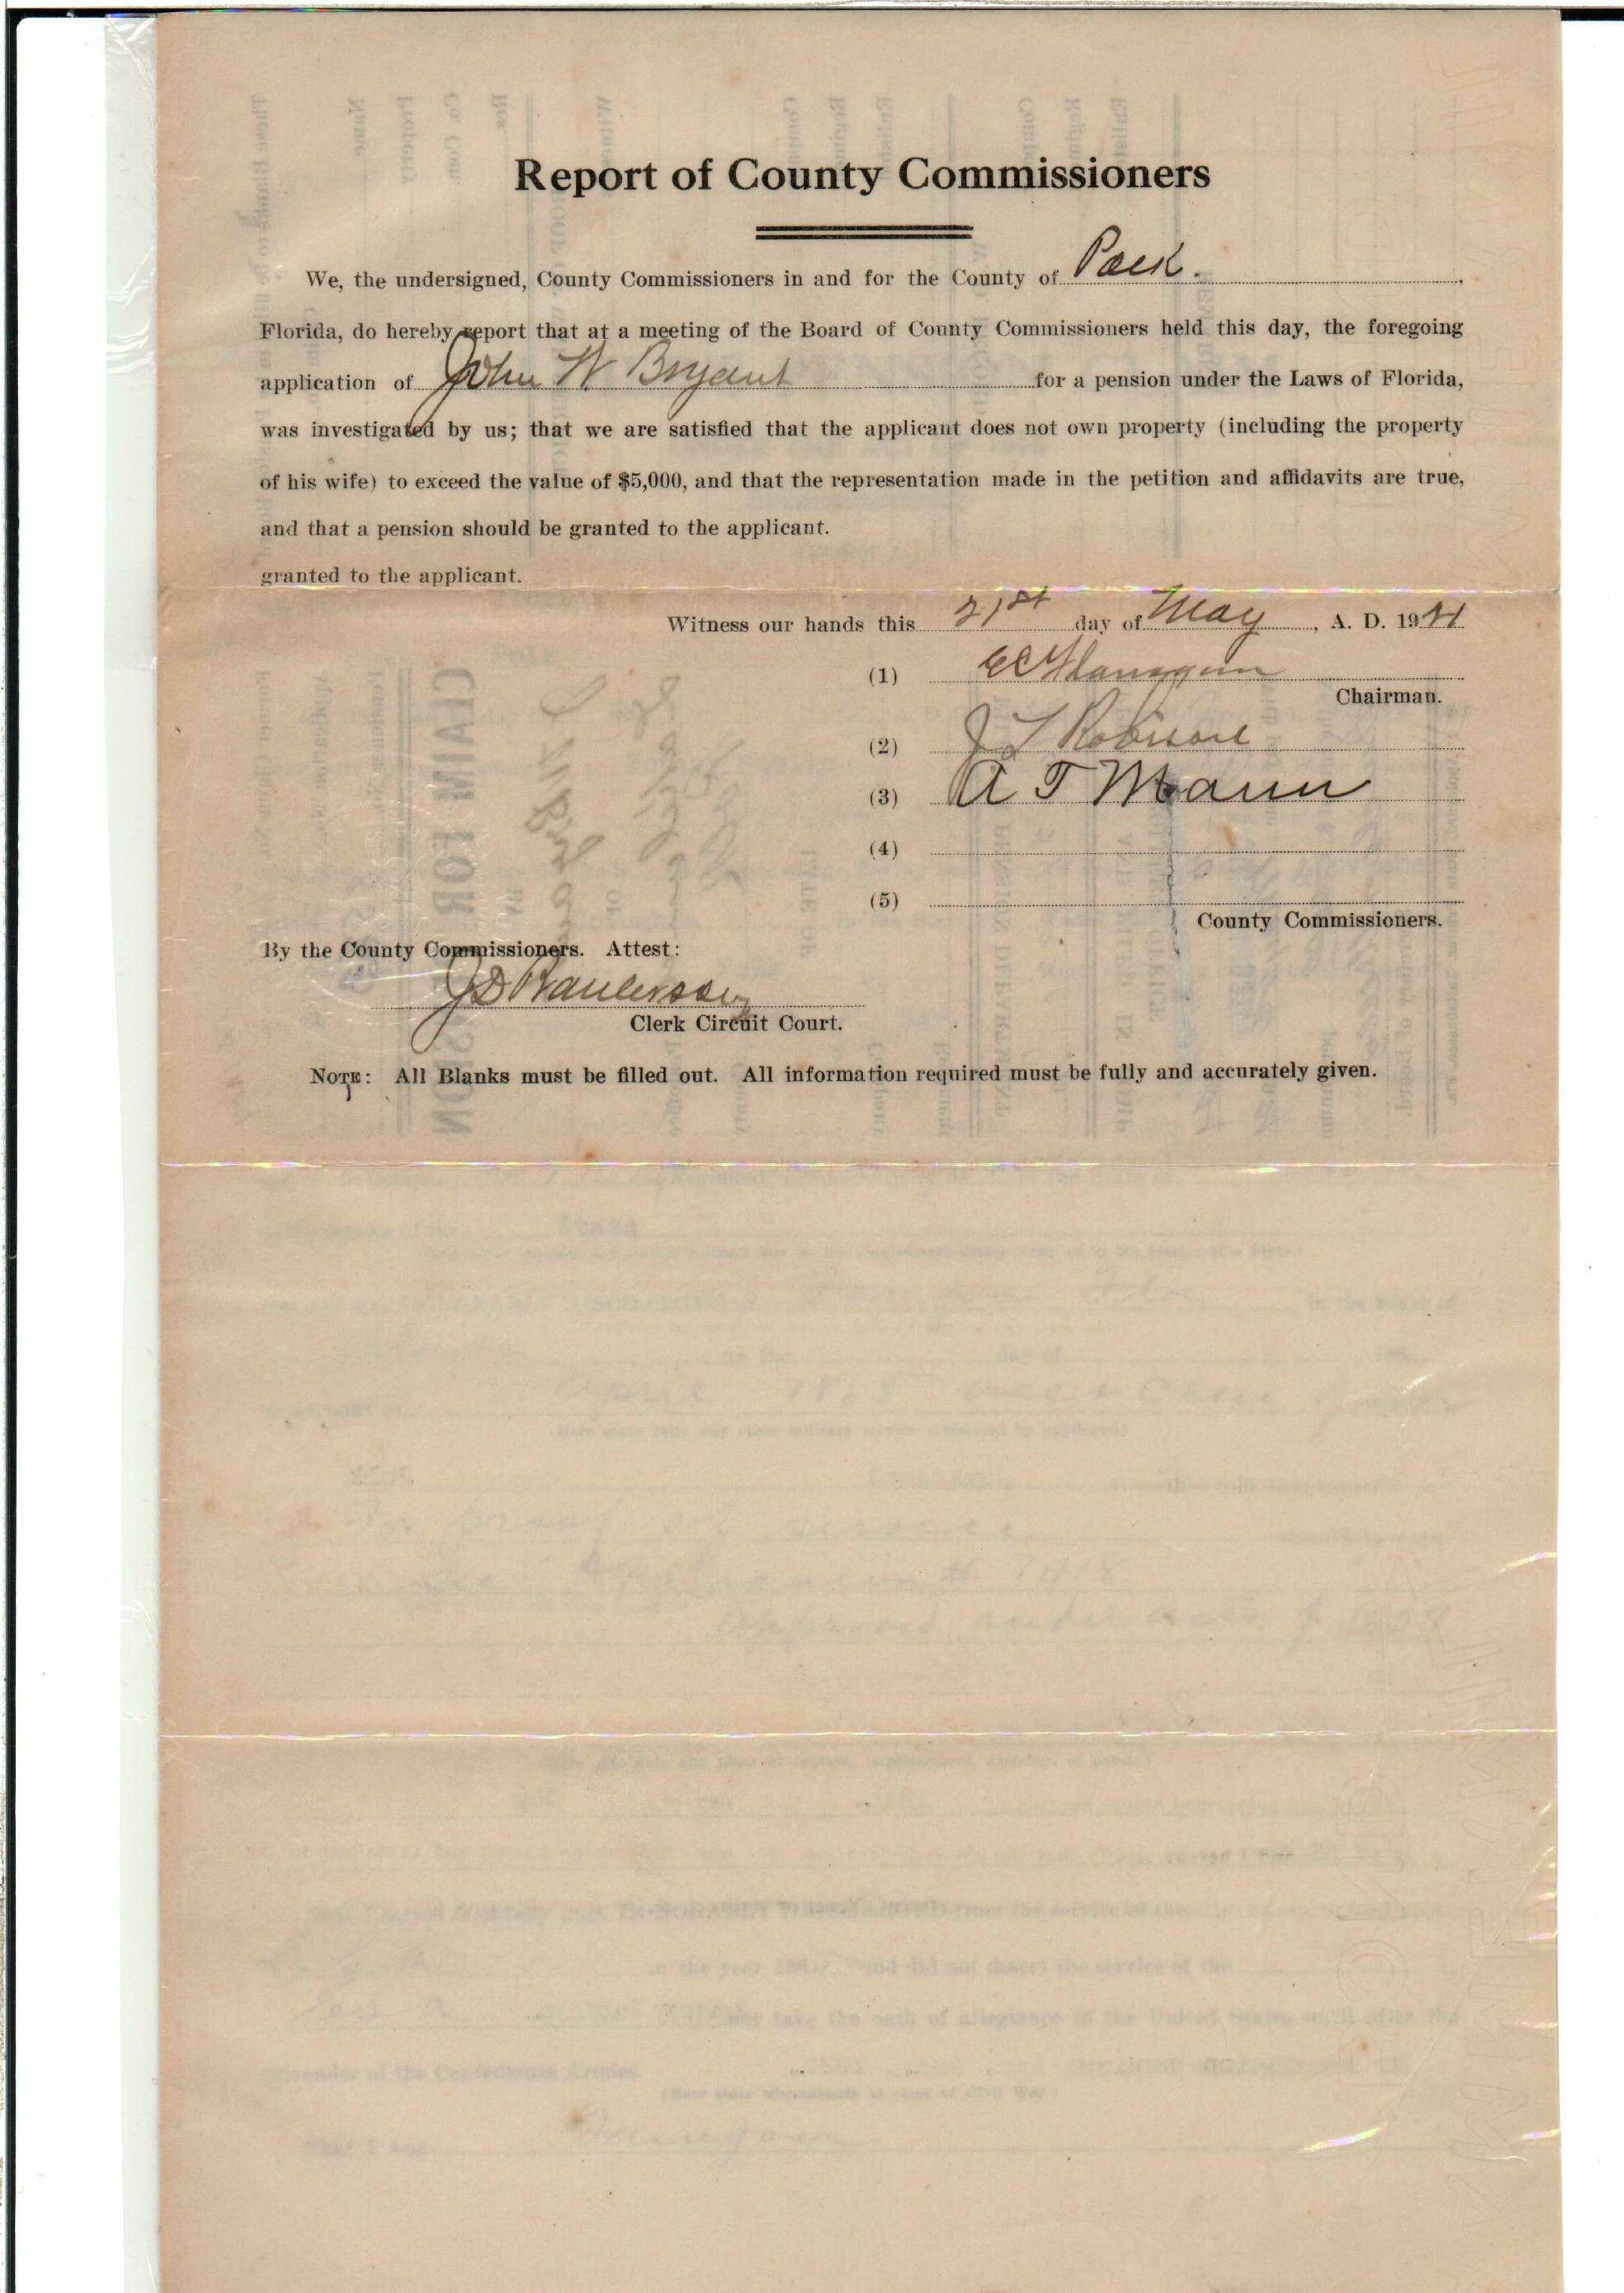 Report of County Commissioners
We, the undersigned, County Commissioners in and for the County of Polk.
Florida, do hereby report that at a meeting of the Board of County Commissioners held this day, the foregoing
application of John W Bryant for a pension under the Laws of Florida,
was investigated by us; that we are satisfied that the applicant does not own property (including the property
of his wife) to exceed the value of $5,000, and that the representation made in the petition and affidavits are true,
and that a pension should be granted to the applicant.
granted to the applicant.
Witness our hands this 21st day of May, A. D. 19
(1)
Chairman.
(2) J T Robison
(3) A T Mann
(4)
(5)
County Commissioners.
By the County Commissioners. Attest:
J D Raulerson
Clerk Circuit Court.
NOTE: All Blanks must be filled out. All information required must be fully and accurately given.